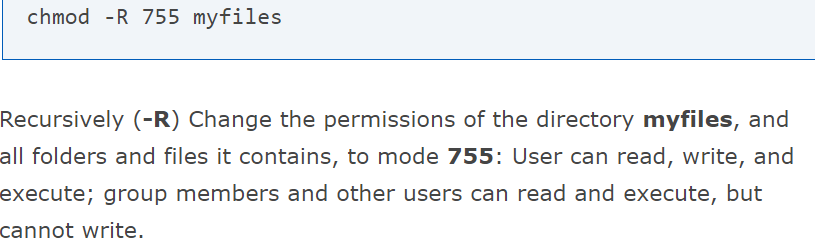 chmod -R 755 myfiles
Recursively (-R) Change the permissions of the directory myfiles, and
all folders and files it contains, to mode 755: User can read, write, and
execute; group members and other users can read and execute, but
cannot write.